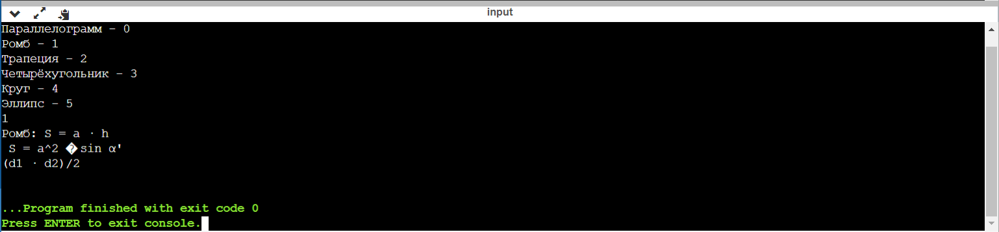 input
Параллелограмм - 0
Ромб - 1
Трапеция - 2
Четырёхугольник - 3
Круг - 4
Эллипс - 5
1
Ромб: S = a · h
S = a^2 �sin α'
(d1 · d2)/2
...Program finished with exit code 0
Press ENTER to exit console.